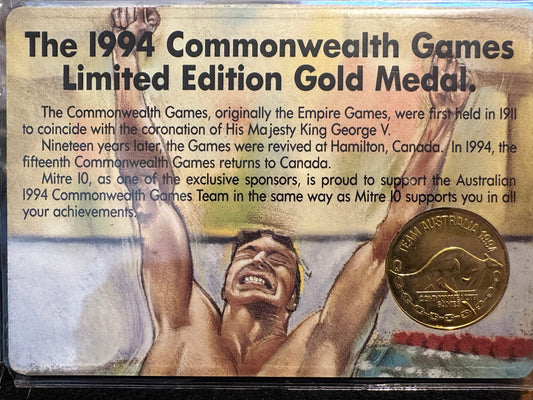 The 1994 Commonwealth Games
Limited Edition Gold Medal.
The Commonwealth Games, originally the Empire Games, were first held in 1911
to coincide with the coronation of His Majesty King George V.
Nineteen years later, the Games were revived at Hamilton, Canada. In 1994, the
fifteenth Commonwealth Games returns to Canada.
Mitre 10, as one of the exclusive sponsors, is proud to support the Australian
1994 Commonwealth Games Team in the same way as Mitre 10 supports you in all
your achievements.
TEAM AUSTRALIA 1994
COMMONWEALTH
GAMES